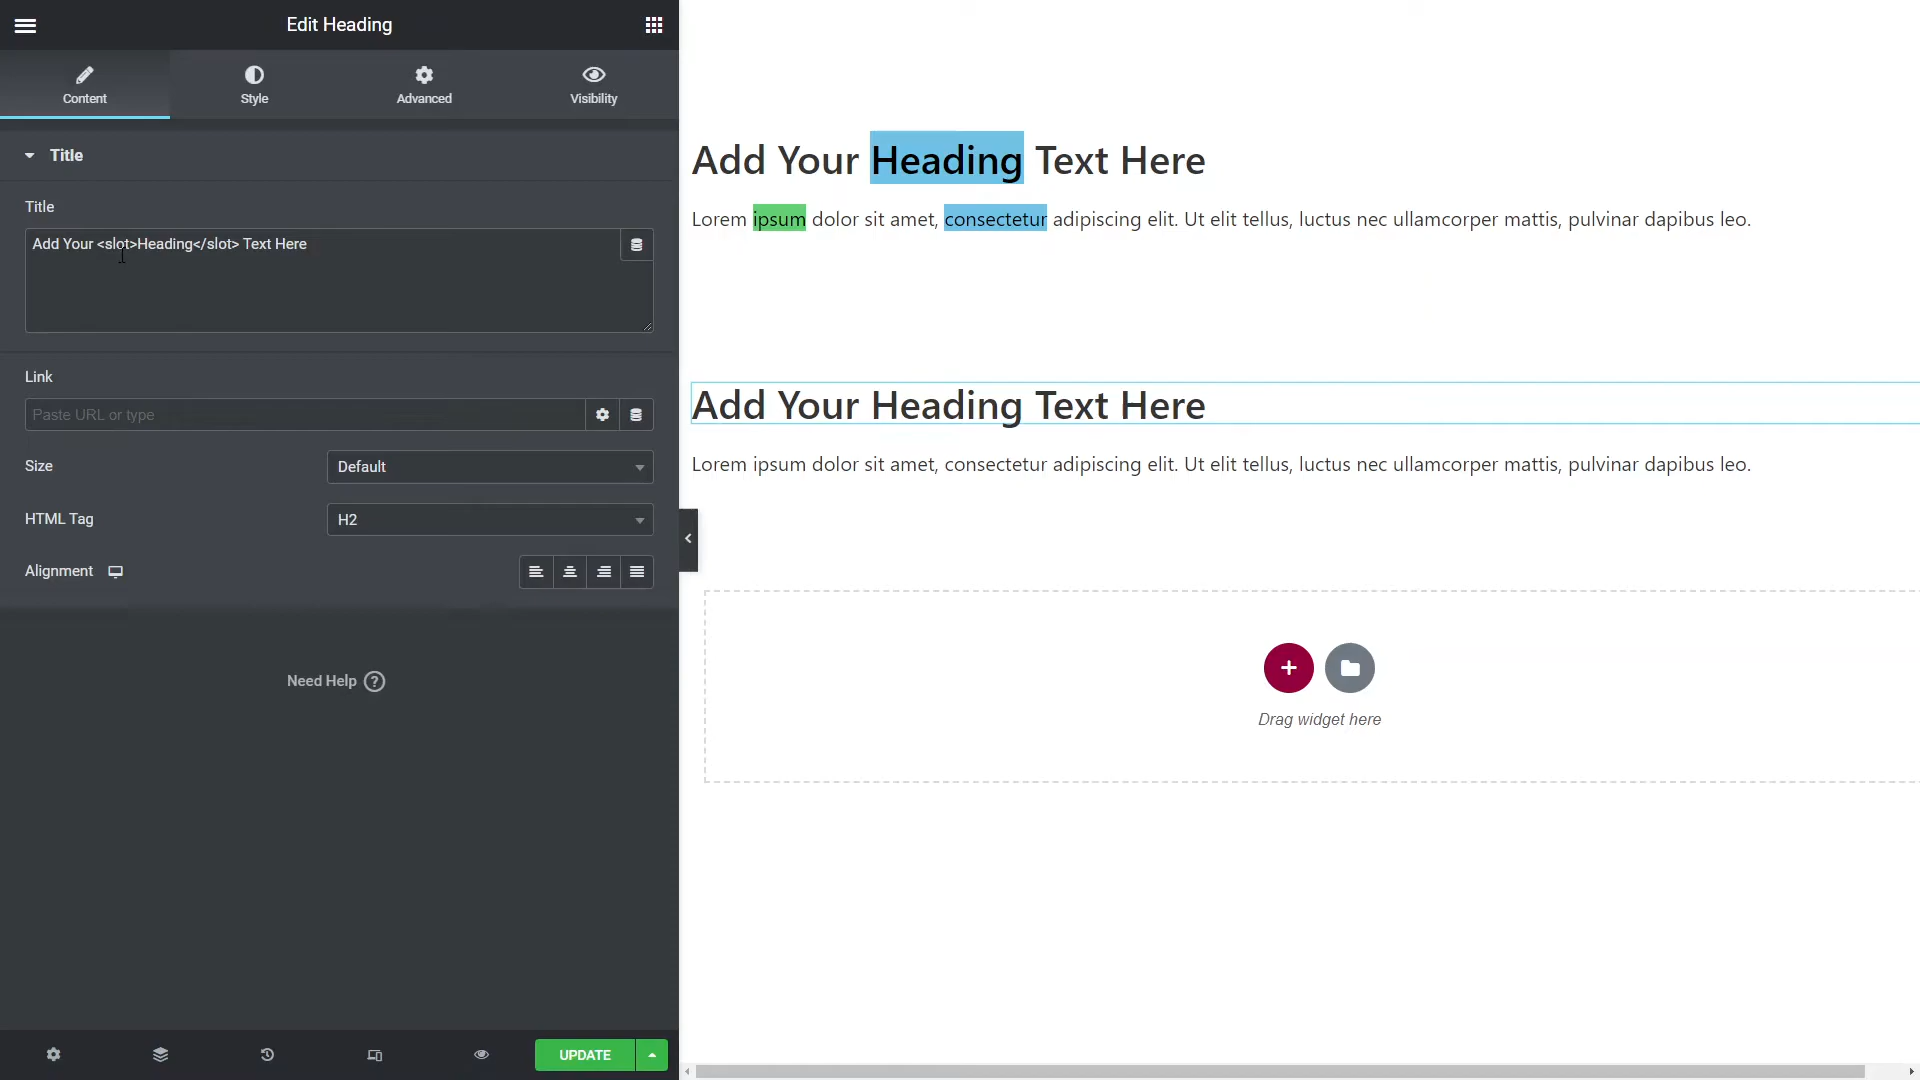 Edit Heading
Content
Style
Advanced
Visibility
Title
Title
Add Your <slot>Heading</slot> Text Here
Link
Paste URL or type
Size
Default
HTML Tag
H2
Alignment
Need Help ?
UPDATE
Add Your Heading Text Here
Lorem ipsum dolor sit amet, consectetur adipiscing elit. Ut elit tellus, luctus nec ullamcorper mattis, pulvinar dapibus leo.
Add Your Heading Text Here
Lorem ipsum dolor sit amet, consectetur adipiscing elit. Ut elit tellus, luctus nec ullamcorper mattis, pulvinar dapibus leo.
Drag widget here